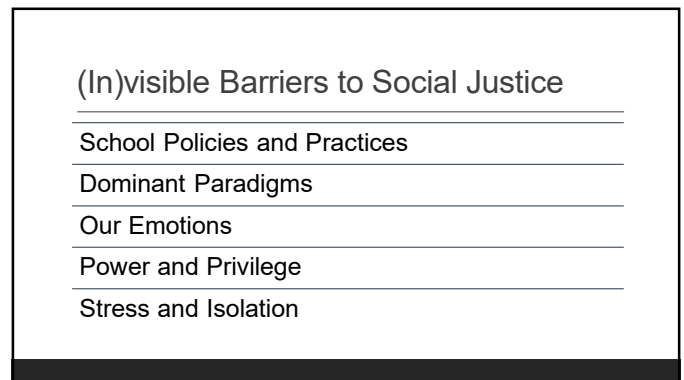 (In)visible Barriers to Social Justice
School Policies and Practices
Dominant Paradigms
Our Emotions
Power and Privilege
Stress and Isolation